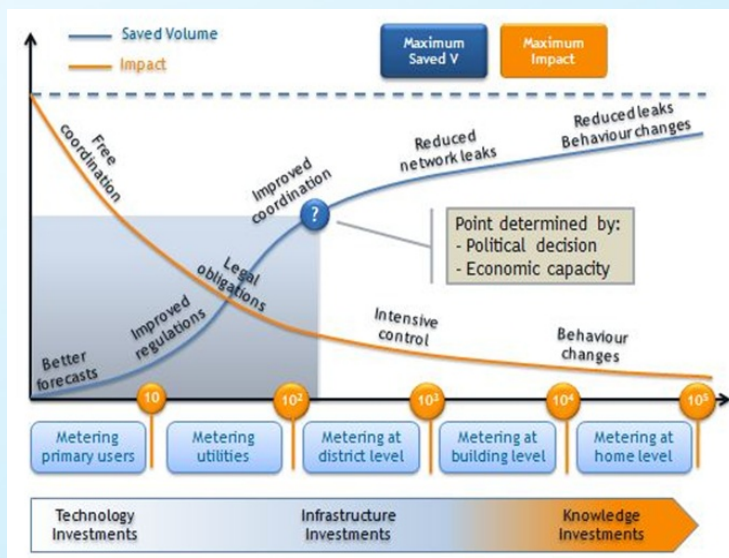 Saved Volume
Impact
Maximum
Saved V
Maximum
Impact
Free
coordination
Improved
coordination
Reduced
network leaks
Reduced leaks
Behaviour changes
?
Point determined by:
- Political decision
- Economic capacity
Legal
obligations
Improved
regulations
Better
forecasts
Intensive
control
Behaviour
changes
10
10²
10³
10⁴
10⁵
Metering
primary users
Metering
utilities
Metering at
district level
Metering at
building level
Metering at
home level
Technology
Investments
Infrastructure
Investments
Knowledge
Investments